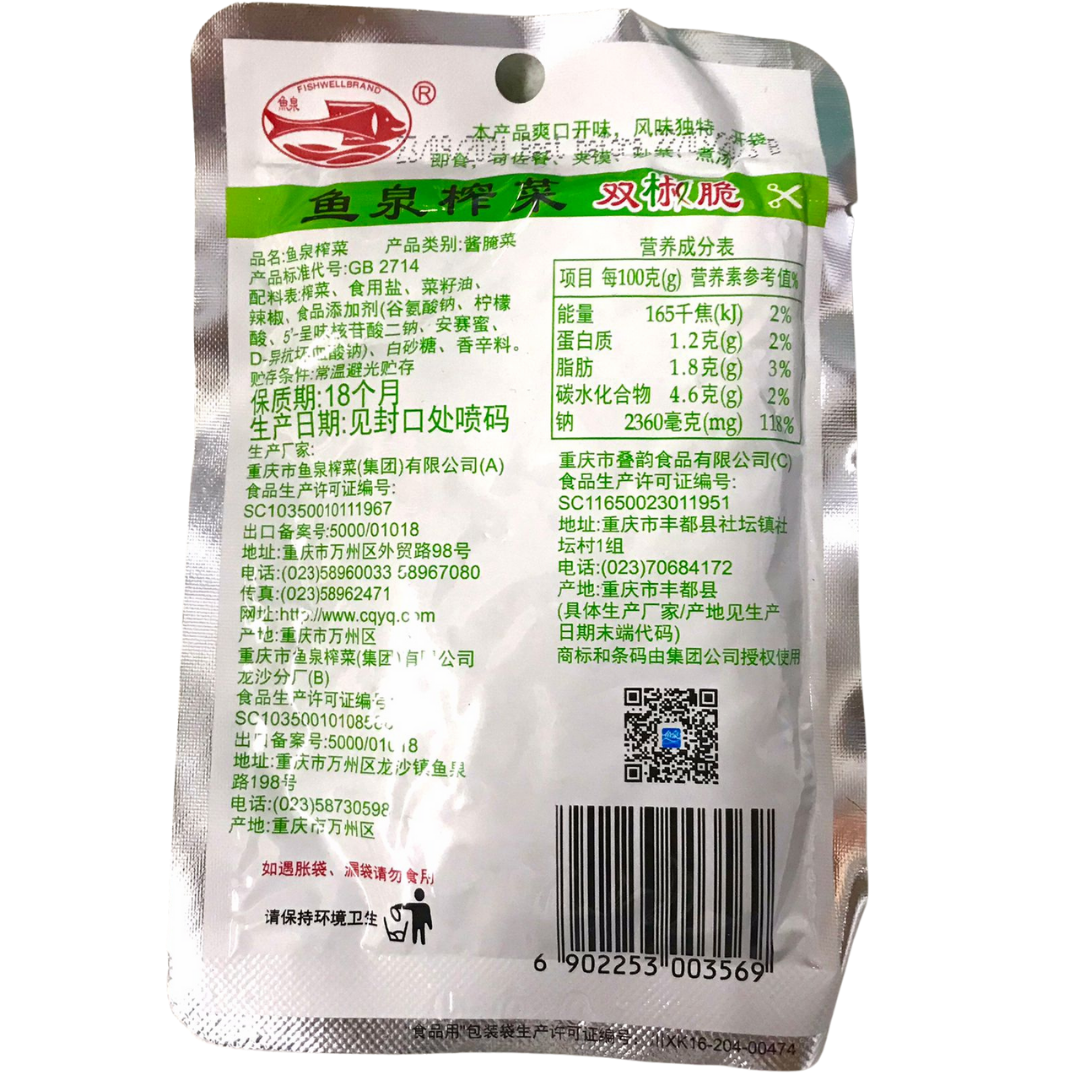 FISHWELLBRAND
魚泉
®
本产品爽口开味，风味独特，开袋
即食，可佐餐、夹馍、炒菜、煮汤
鱼泉榨菜 双椒脆
品名:鱼泉榨菜 产品类别:酱腌菜
产品标准代号:GB 2714
配料表:榨菜、食用盐、菜籽油、
辣椒、食品添加剂(谷氨酸钠、柠檬
酸、5'-呈味核苷酸二钠、安赛蜜、
D-异抗坏血酸钠)、白砂糖、香辛料。
贮存条件:常温避光贮存
保质期:18个月
生产日期:见封口处喷码
生产厂家:
重庆市鱼泉榨菜(集团)有限公司(A)
食品生产许可证编号:
SC10350010111967
出口备案号:5000/01018
地址:重庆市万州区外贸路98号
电话:(023)58960033 58967080
传真:(023)58962471
网址:http://www.cqyq.com
产地:重庆市万州区
重庆市鱼泉榨菜(集团)有限公司
龙沙分厂(B)
食品生产许可证编号
出口备案号:5000/01018
地址:重庆市万州区龙沙镇鱼泉
路198号
电话:(023)58730598
产地:重庆市万州区
如遇胀袋、漏袋请勿食用
请保持环境卫生
营养成分表
项目 每100克(g) 营养素参考值%
能量 165千焦(kJ) 2%
蛋白质 1.2克(g) 2%
脂肪 1.8克(g) 3%
碳水化合物 4.6克(g) 2%
钠 2360毫克(mg) 118%
重庆市叠韵食品有限公司(C)
食品生产许可证编号:
SC11650023011951
地址:重庆市丰都县社坛镇社
坛村1组
电话:(023)70684172
产地:重庆市丰都县
(具体生产厂家/产地见生产
日期末端代码)
商标和条码由集团公司授权使用
鱼泉
6 902253 003569
食品用"包装袋生产许可证编号: 川XK16-204-00474